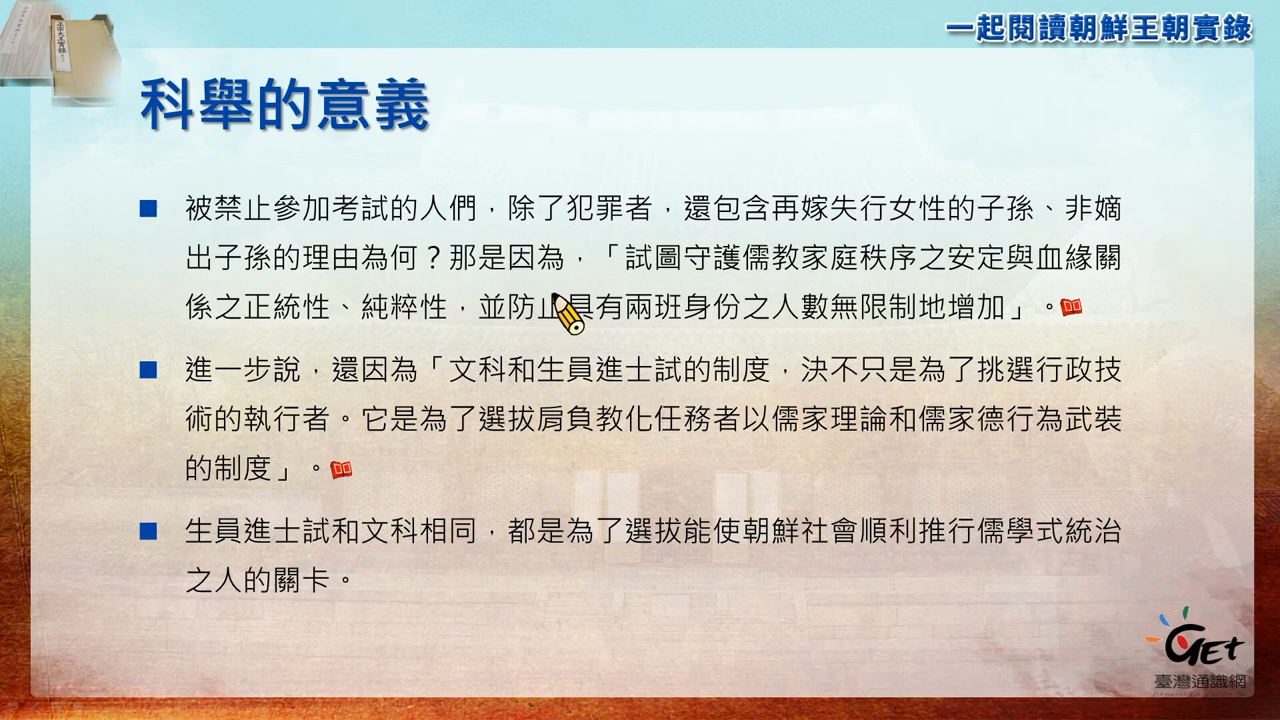 一起閱讀朝鮮王朝實錄
科舉的意義
被禁止參加考試的人們，除了犯罪者，還包含再嫁失行女性的子孫、非嫡
出子孫的理由為何？那是因為，「試圖守護儒教家庭秩序之安定與血緣關
係之正統性、純粹性，並防止具有兩班身份之人數無限制地增加」。
進一步說，還因為「文科和生員進士試的制度，決不只是為了挑選行政技
術的執行者。它是為了選拔肩負教化任務者以儒家理論和儒家德行為武裝
的制度」。
生員進士試和文科相同，都是為了選拔能使朝鮮社會順利推行儒學式統治
之人的關卡。
GET
臺灣通識網